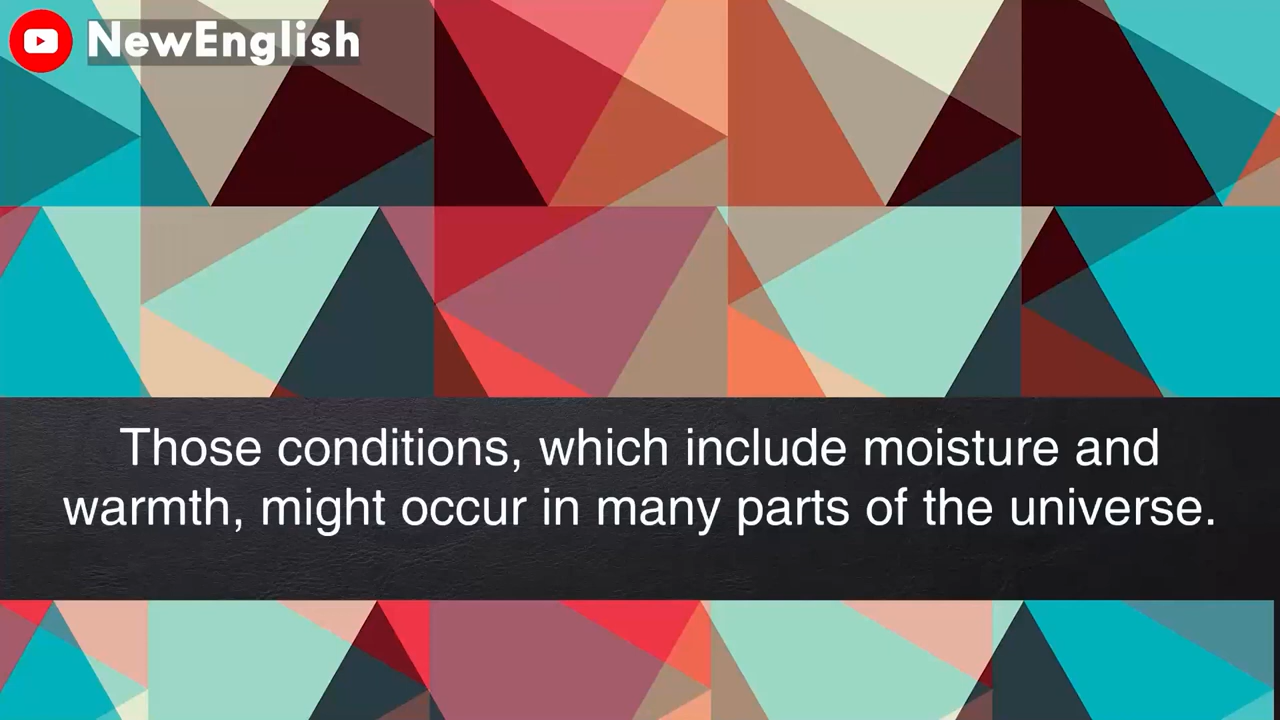 NewEnglish
Those conditions, which include moisture and
warmth, might occur in many parts of the universe.